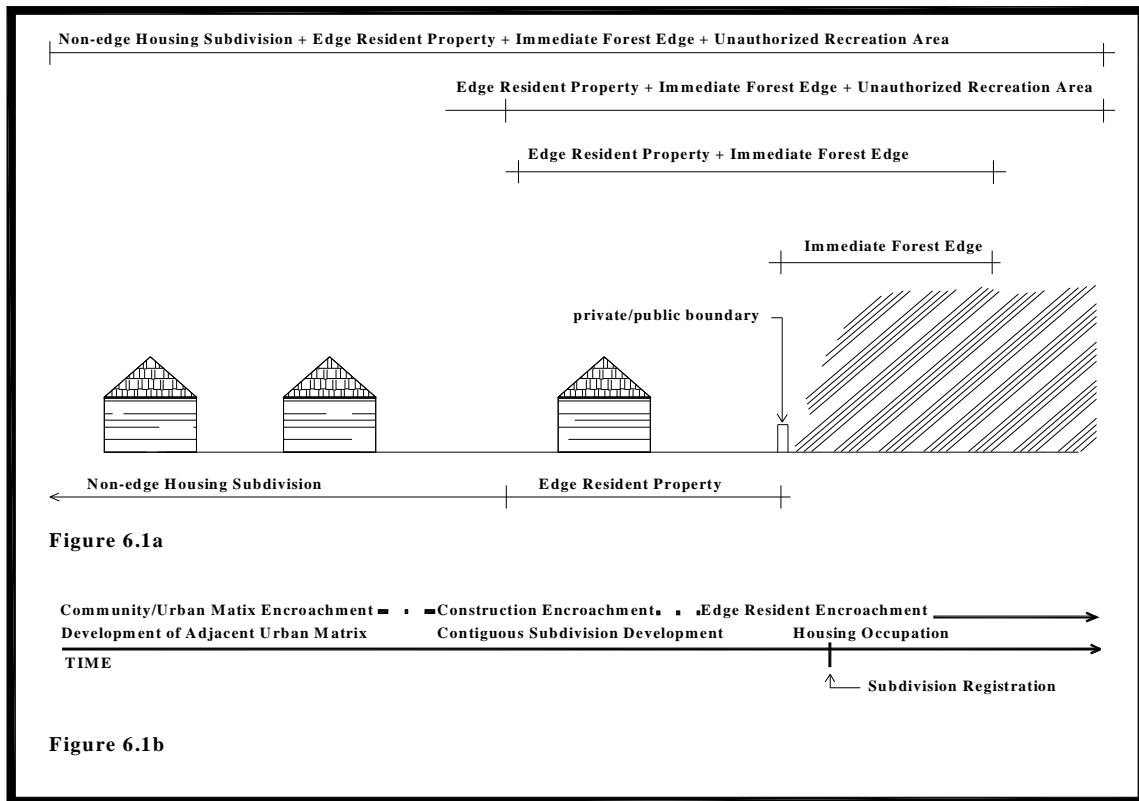 Non-edge Housing Subdivision + Edge Resident Property + Immediate Forest Edge + Unauthorized Recreation Area
Edge Resident Property + Immediate Forest Edge + Unauthorized Recreation Area
Edge Resident Property + Immediate Forest Edge
Immediate Forest Edge
private/public boundary
Non-edge Housing Subdivision
Edge Resident Property
Figure 6.1a
Community/Urban Matix Encroachment Construction Encroachment Edge Resident Encroachment
Development of Adjacent Urban Matrix Contiguous Subdivision Development Housing Occupation
TIME
Subdivision Registration
Figure 6.1b